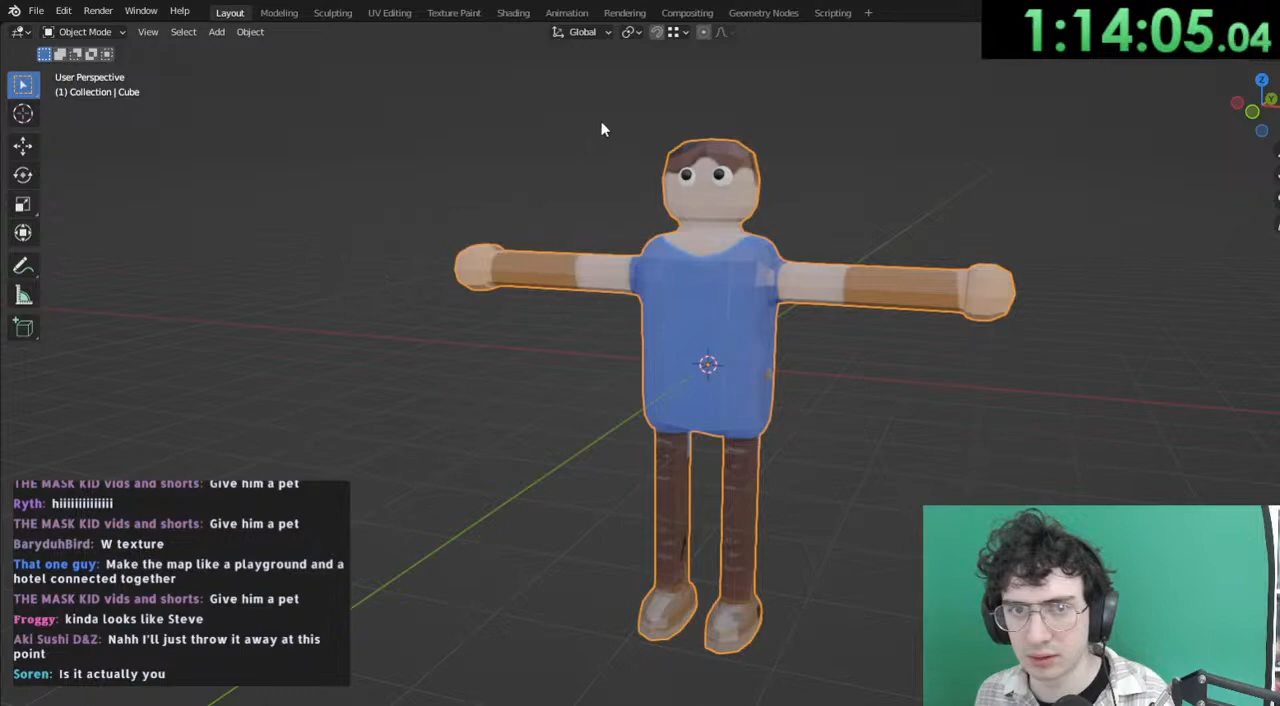 File Edit Render Window Help Layout Modeling Sculpting UV Editing Texture Paint Shading Animation Rendering Compositing Geometry Nodes Scripting +
1:14:05.04
Object Mode View Select Add Object Global
User Perspective
(1) Collection | Cube
Z
Y
THE MASK KID vids and shorts: Give him a pet
Ryth: hiiiiiiiiiiiii
THE MASK KID vids and shorts: Give him a pet
BaryduhBird: W texture
That one guy: Make the map like a playground and a
hotel connected together
THE MASK KID vids and shorts: Give him a pet
Froggy: kinda looks like Steve
Aki Sushi D&Z: Nahh I'll just throw it away at this
point
Soren: Is it actually you